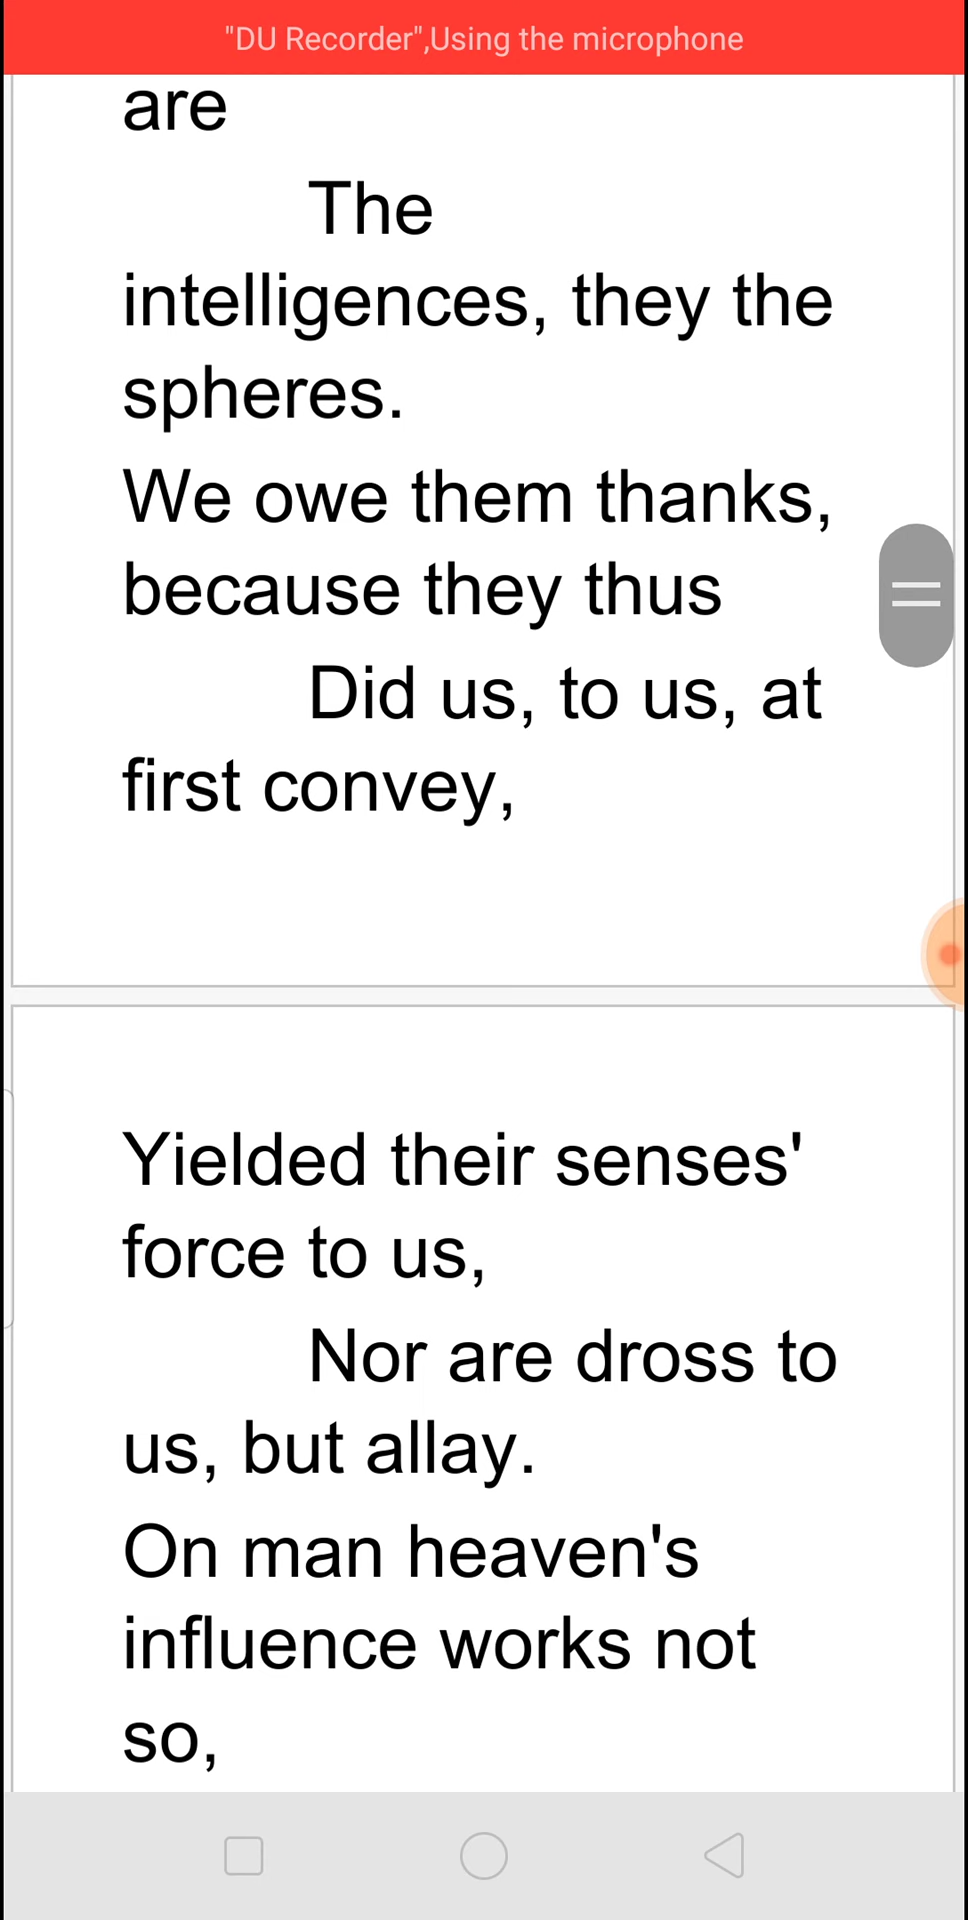 "DU Recorder",Using the microphone
are
The
intelligences, they the
spheres.
We owe them thanks,
because they thus
Did us, to us, at
first convey,
Yielded their senses'
force to us,
Nor are dross to
us, but allay.
On man heaven's
influence works not
so,